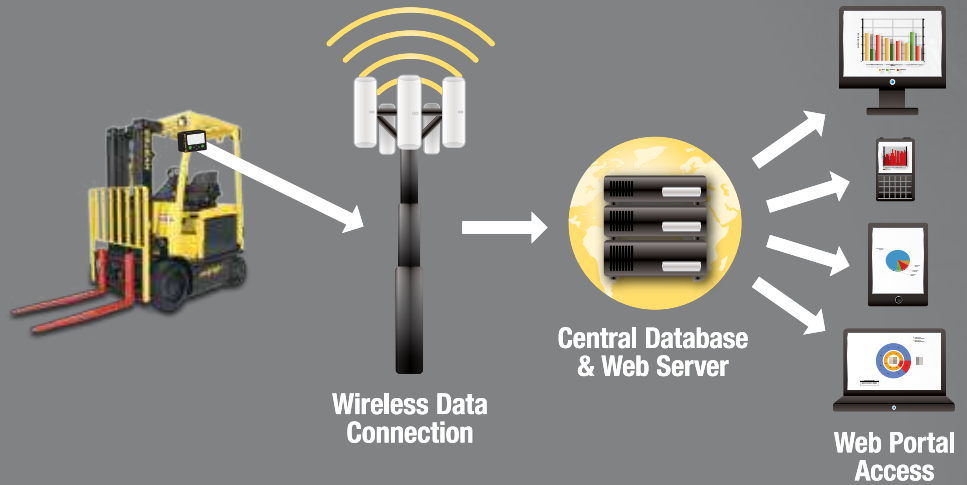 Wireless Data
Connection
Central Database
& Web Server
Web Portal
Access